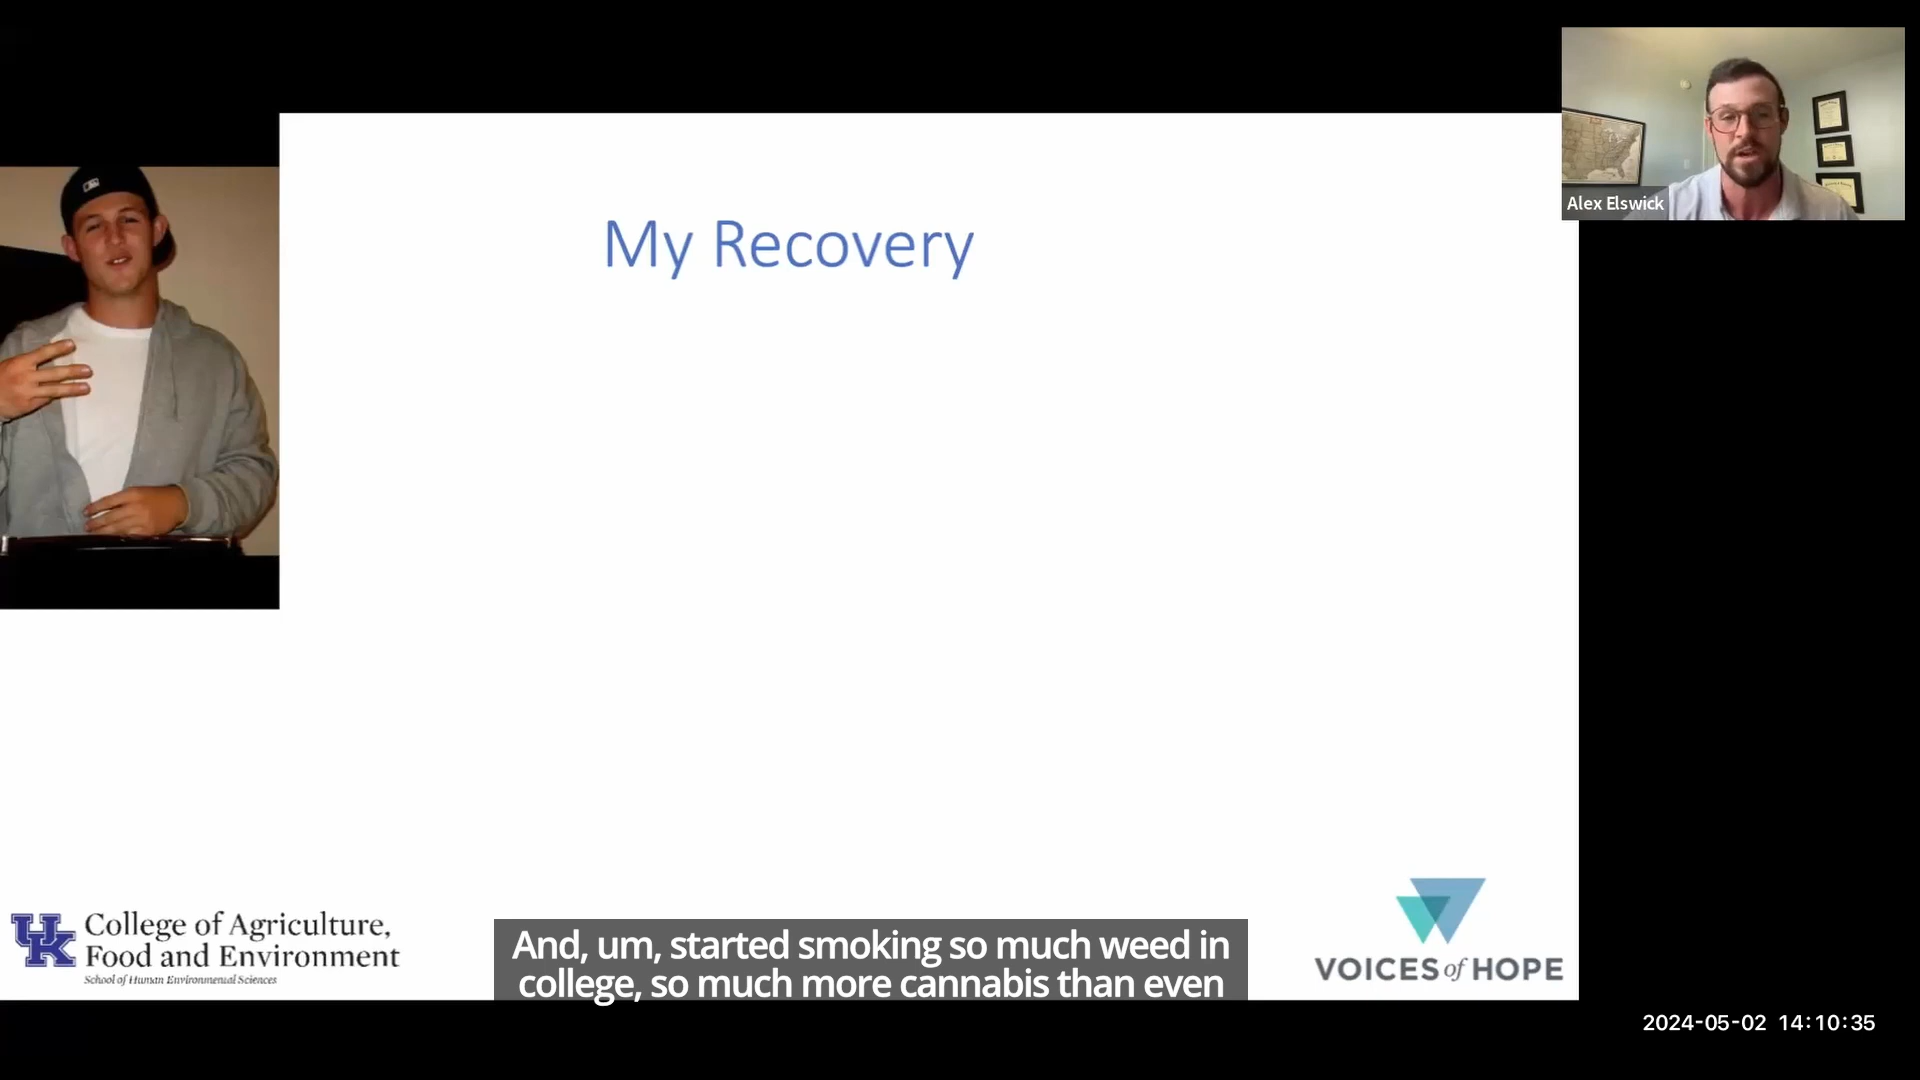 Alex Elswick
My Recovery
UK
College of Agriculture,
Food and Environment
School of Human Environmental Sciences
And, um, started smoking so much weed in
college, so much more cannabis than even
VOICES of HOPE
2024-05-02 14:10:35